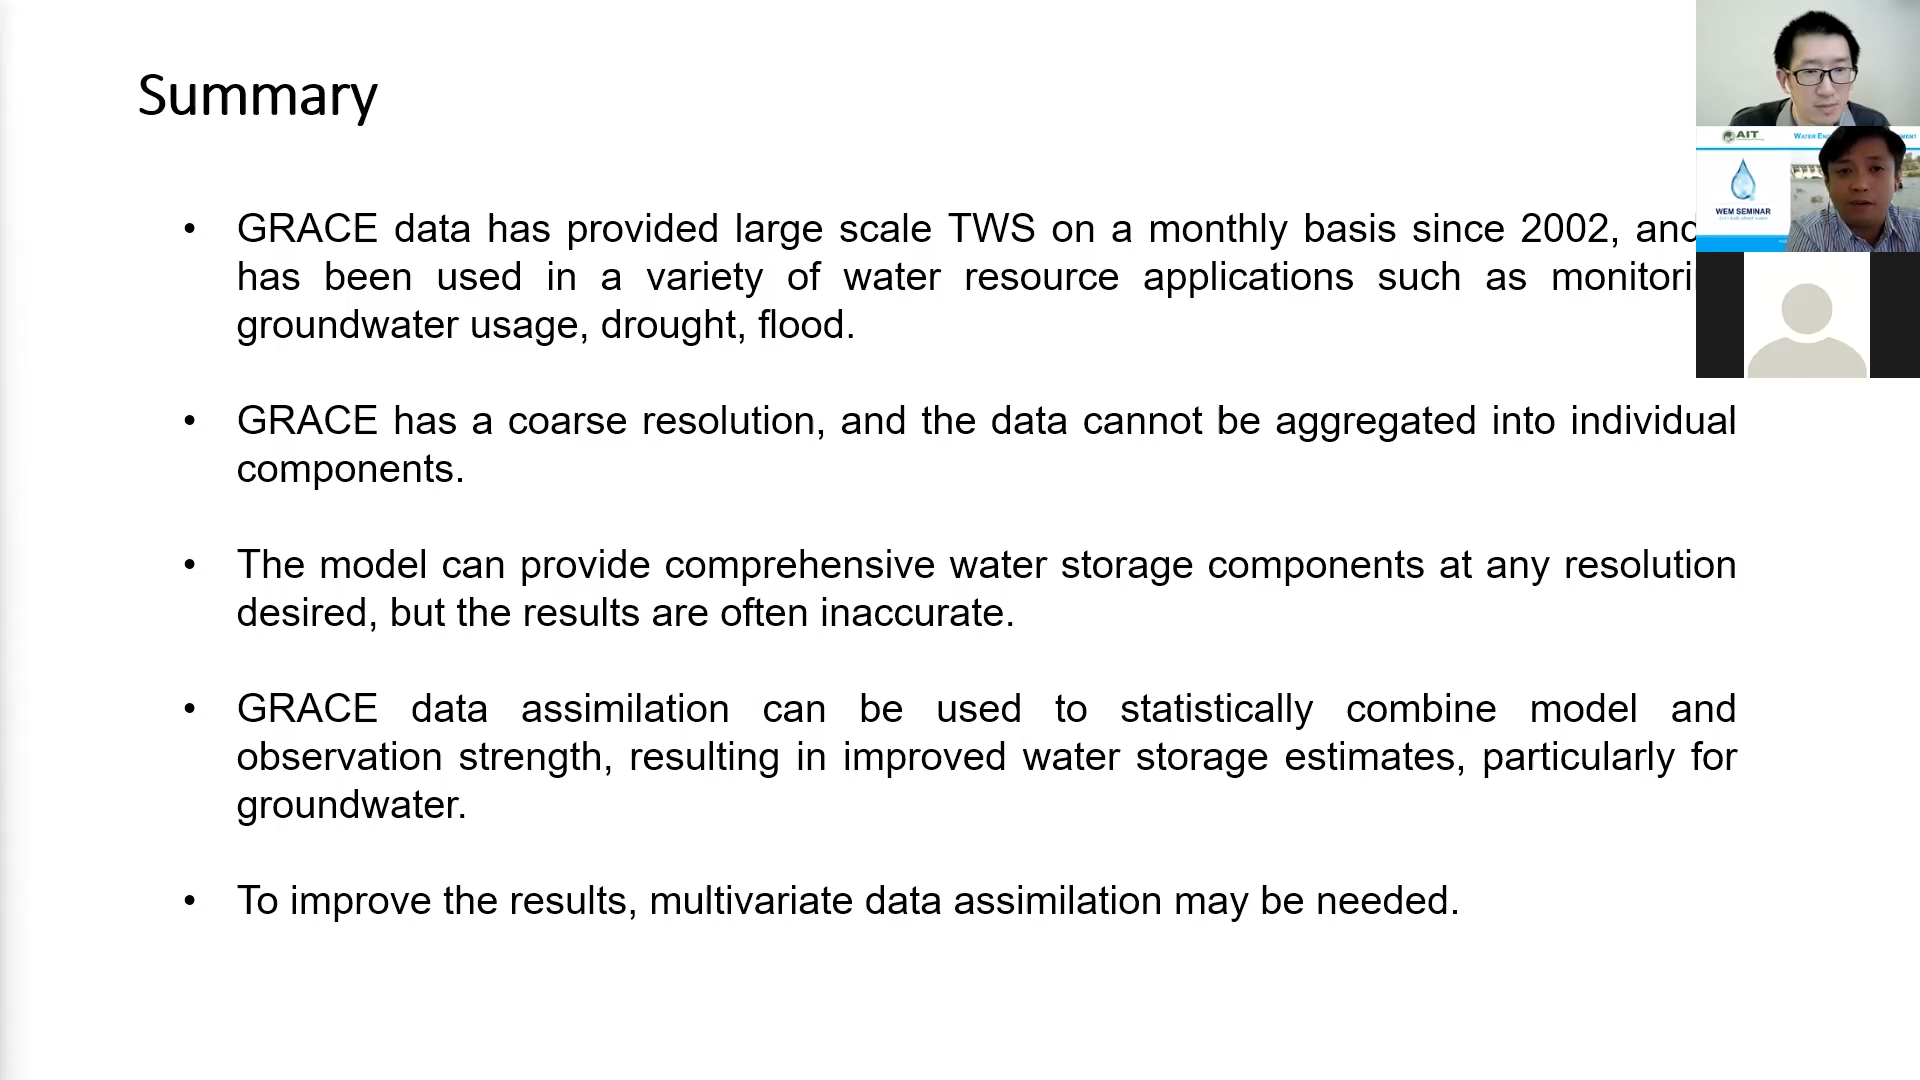 Summary
AIT
WATER EN
MENT
WEM SEMINAR
• GRACE data has provided large scale TWS on a monthly basis since 2002, and
has been used in a variety of water resource applications such as monitori
groundwater usage, drought, flood.
• GRACE has a coarse resolution, and the data cannot be aggregated into individual
components.
• The model can provide comprehensive water storage components at any resolution
desired, but the results are often inaccurate.
• GRACE data assimilation can be used to statistically combine model and
observation strength, resulting in improved water storage estimates, particularly for
groundwater.
• To improve the results, multivariate data assimilation may be needed.